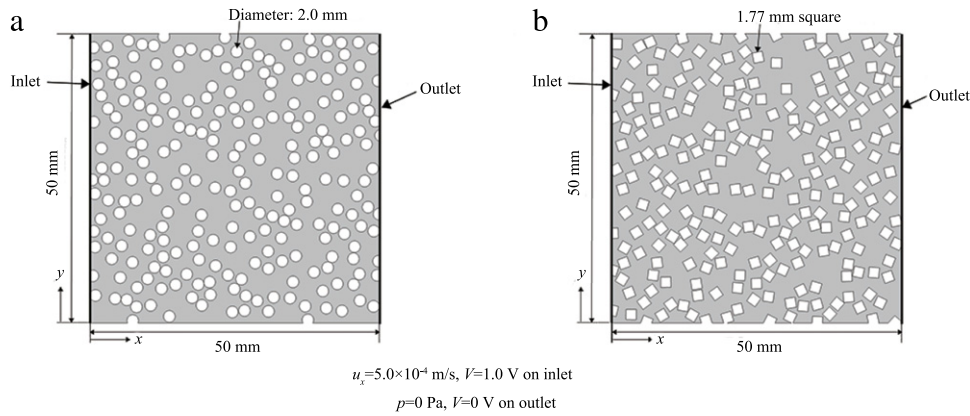 a
Diameter: 2.0 mm
Inlet
Outlet
50 mm
y
x
50 mm
b
1.77 mm square
Inlet
Outlet
50 mm
y
x
50 mm
uₓ=5.0×10⁻⁴ m/s, V=1.0 V on inlet
p=0 Pa, V=0 V on outlet